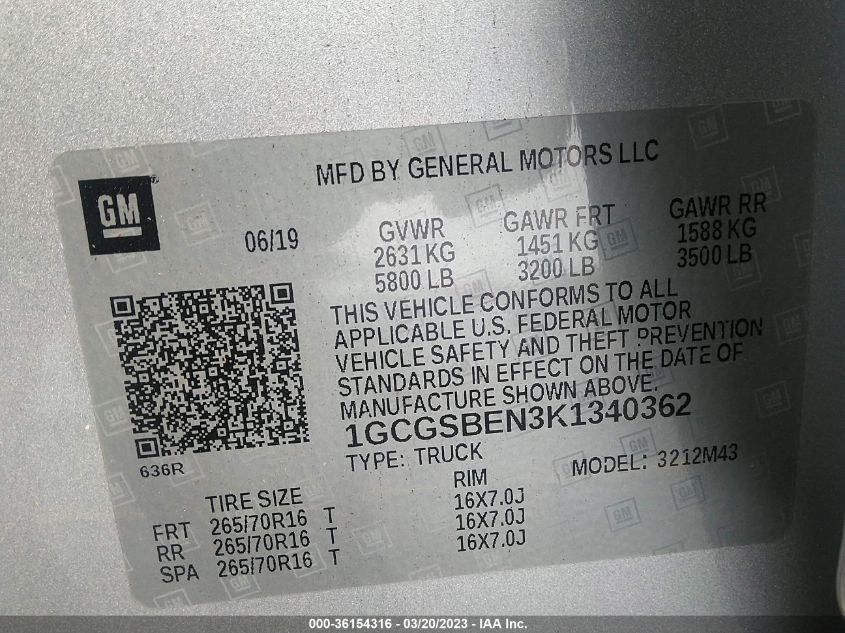 MFD BY GENERAL MOTORS LLC
GM
06/19
GVWR
2631 KG
5800 LB
GAWR FRT
1451 KG
3200 LB
GAWR RR
1588 KG
3500 LB
THIS VEHICLE CONFORMS TO ALL
APPLICABLE U.S. FEDERAL MOTOR
VEHICLE SAFETY AND THEFT PREVENTION
STANDARDS IN EFFECT ON THE DATE OF
MANUFACTURE SHOWN ABOVE.
1GCGSBEN3K1340362
TYPE: TRUCK
MODEL: 3212M43
636R
TIRE SIZE
RIM
FRT 265/70R16 T 16X7.0J
RR 265/70R16 T 16X7.0J
SPA 265/70R16 T 16X7.0J
000-36154316 - 03/20/2023 - IAA Inc.